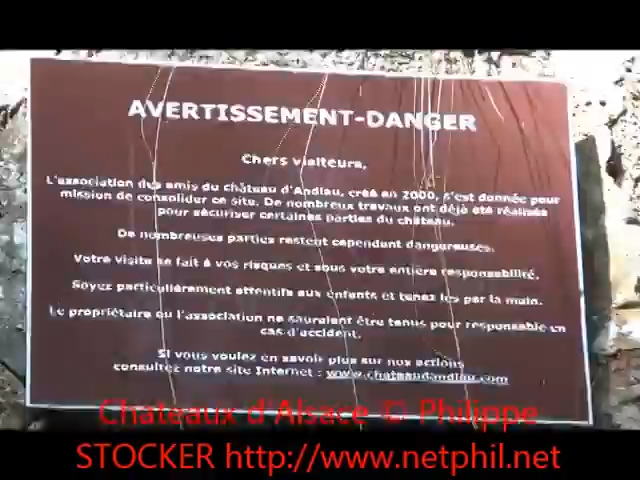 AVERTISSEMENT-DANGER
Chers visiteurs,
L'association des amis du château d'Andlau, créé en 2000, s'est donnée pour
mission de consolider ce site. De nombreux travaux ont déjà été réalisés
pour sécuriser certaines parties du château.
De nombreuses parties restent cependant dangereuses.
Votre visite se fait à vos risques et sous votre entière responsabilité.
Soyez particulièrement attentifs aux enfants et tenez les par la main.
Le propriétaire ou l'association ne sauraient être tenus pour responsable en
cas d'accident.
Si vous voulez en savoir plus sur nos actions
consultez notre site Internet : www.chateaudandlau.com
Chateaux d'Alsace © Philippe
STOCKER http://www.netphil.net